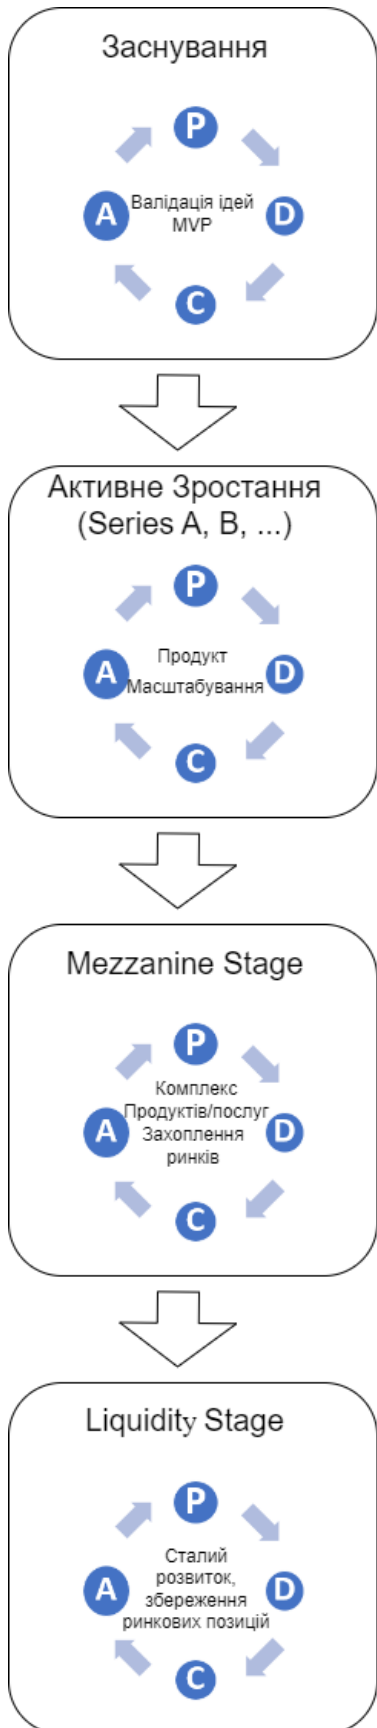 Заснування
P
A
Валідація ідей
MVP
D
C
Активне Зростання
(Series A, B, ...)
P
Продукт
A
Масштабування
D
C
Mezzanine Stage
P
Комплекс
Продуктів/послуг
A
Захоплення
D
ринків
C
Liquidity Stage
P
Сталий
розвиток,
A
D
збереження
ринкових позицій
C